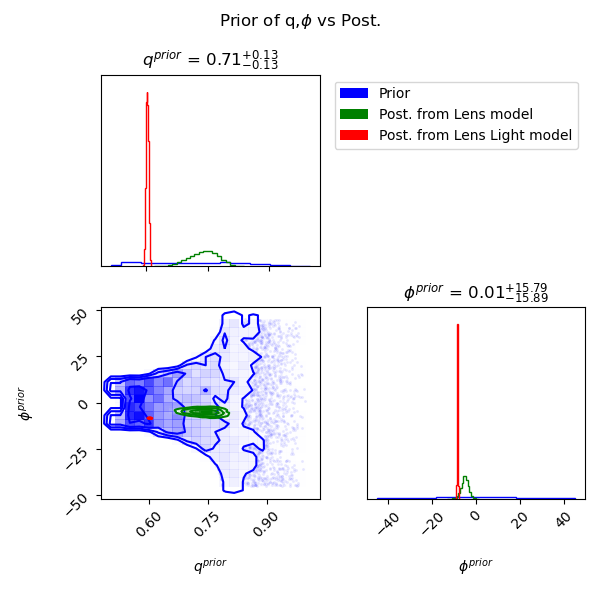 Prior of q,ϕ vs Post.
q^{prior} = 0.71^{+0.13}_{-0.13}
Prior
Post. from Lens model
Post. from Lens Light model
ϕ^{prior} = 0.01^{+15.79}_{-15.89}
50
25
0
−25
−50
ϕ^{prior}
0.60 0.75 0.90
q^{prior}
−40 −20 0 20 40
ϕ^{prior}